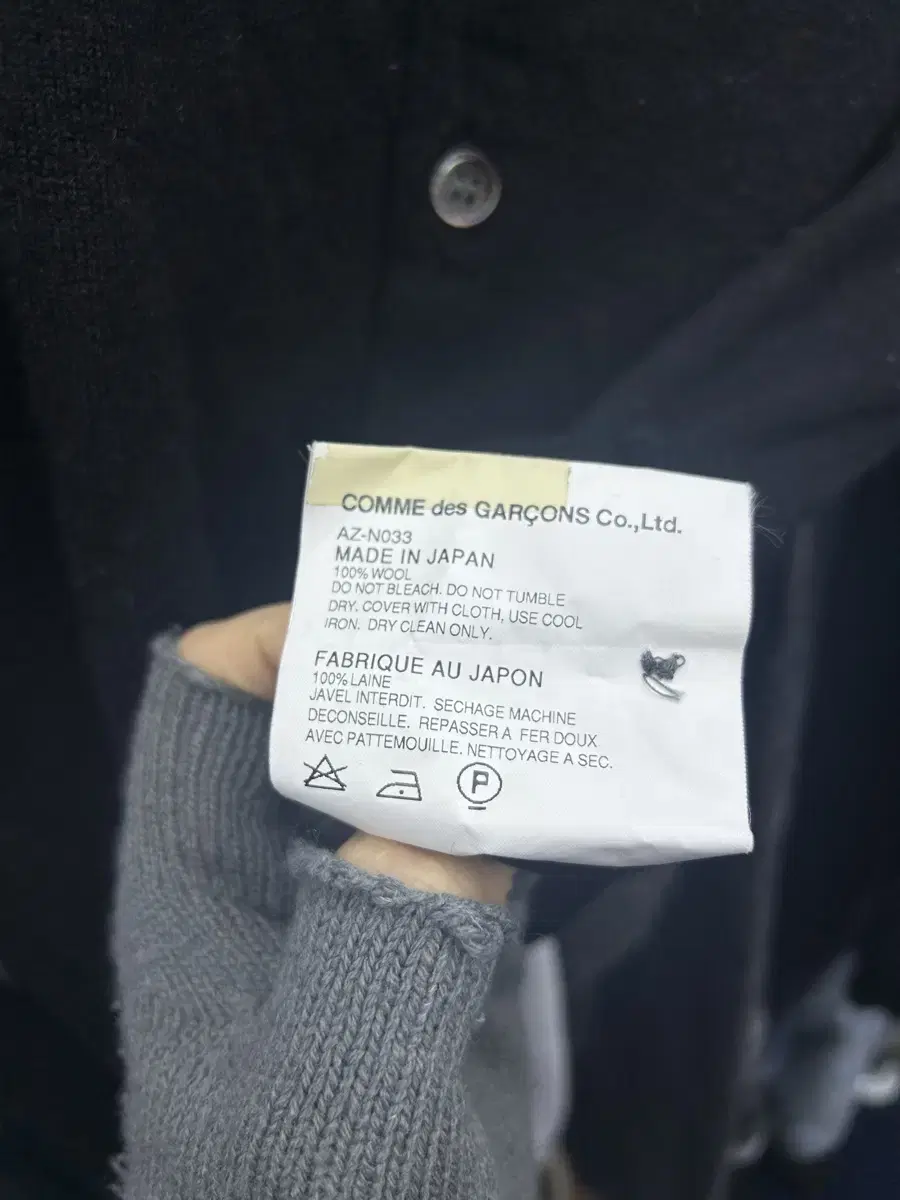 COMME des GARÇONS Co.,Ltd.
AZ-N033
MADE IN JAPAN
100% WOOL
DO NOT BLEACH. DO NOT TUMBLE
DRY. COVER WITH CLOTH, USE COOL
IRON. DRY CLEAN ONLY.
FABRIQUE AU JAPON
100% LAINE
JAVEL INTERDIT. SECHAGE MACHINE
DECONSEILLE. REPASSER A FER DOUX
AVEC PATTEMOUILLE. NETTOYAGE A SEC.
P